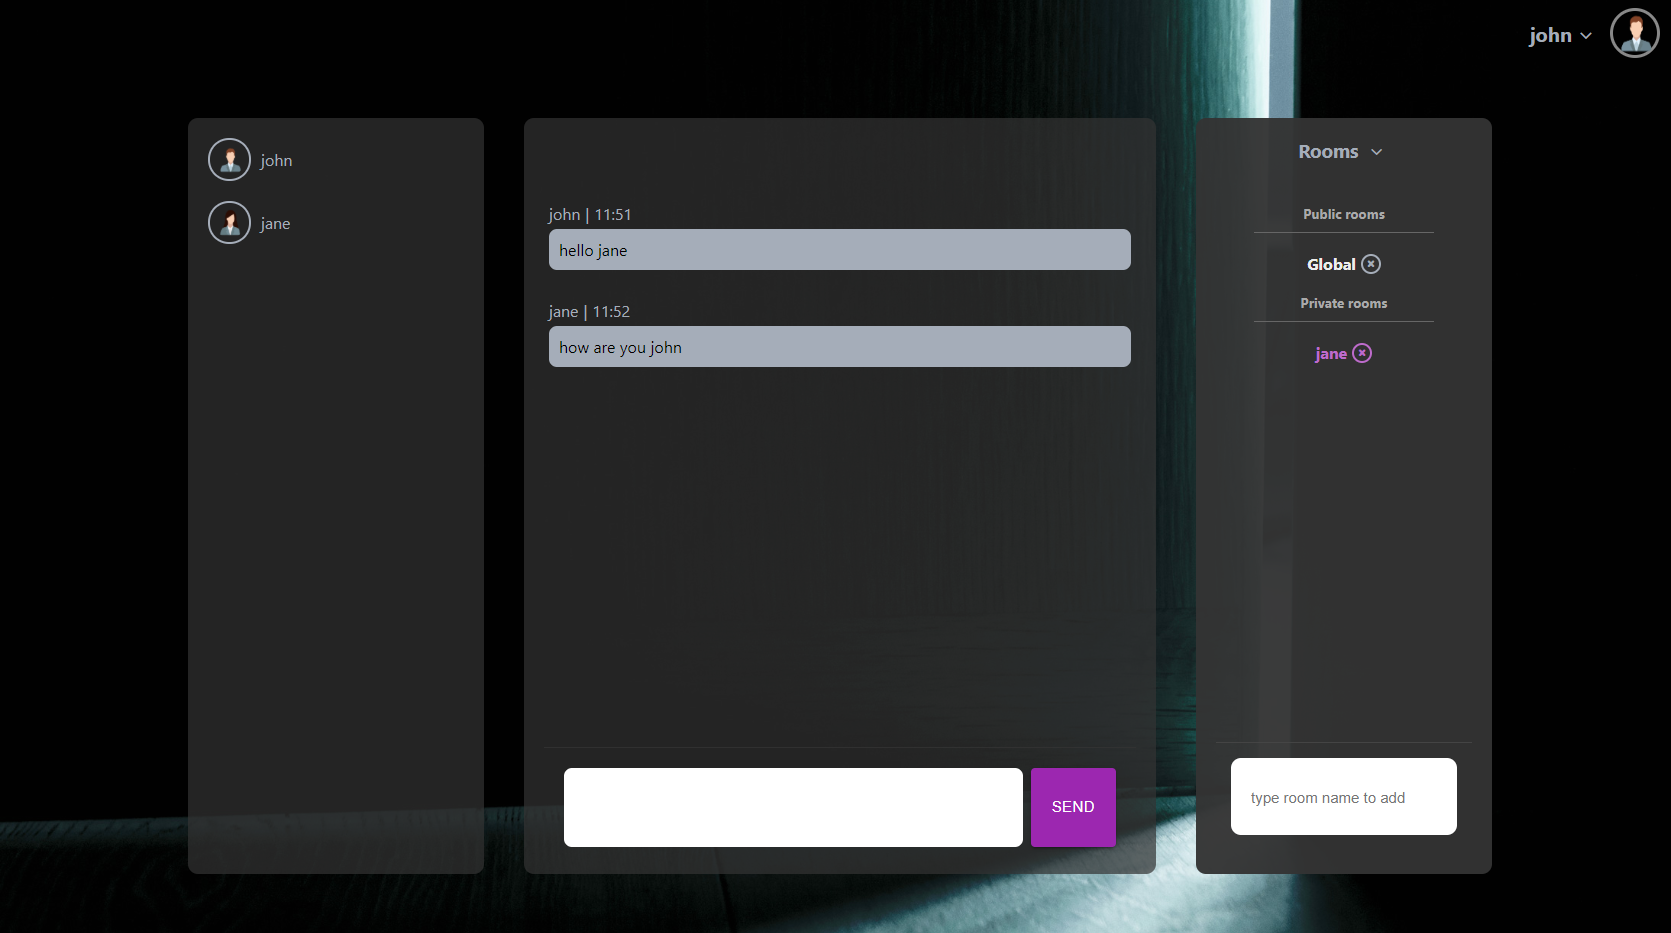 john
john
jane
john | 11:51
hello jane
jane | 11:52
how are you john
SEND
Rooms
Public rooms
Global
Private rooms
jane
type room name to add